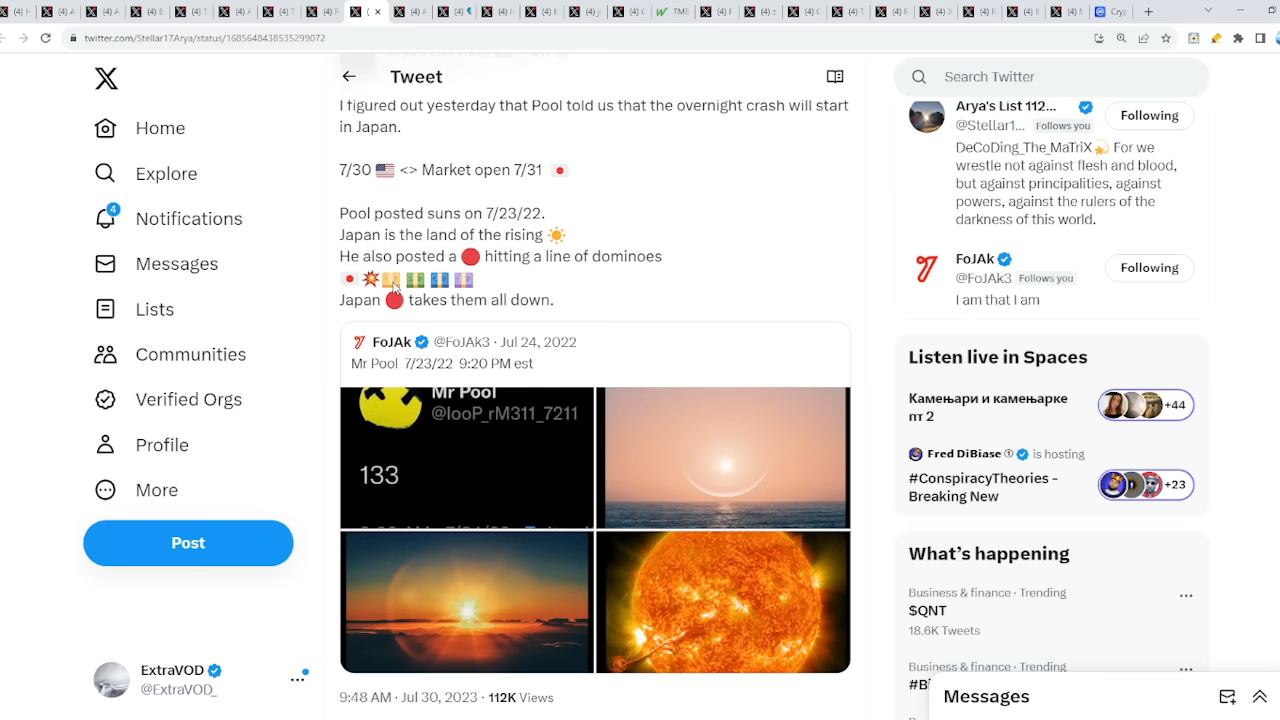 twitter.com/Stellar17Arya/status/1685648438535299072
Home
Explore
4
Notifications
Messages
Lists
Communities
Verified Orgs
Profile
More
Post
ExtraVOD
@ExtraVOD_
Tweet
I figured out yesterday that Pool told us that the overnight crash will start
in Japan.
7/30 🇺🇸 <> Market open 7/31 🇯🇵
Pool posted suns on 7/23/22.
Japan is the land of the rising ☀️
He also posted a 🔴 hitting a line of dominoes
🇯🇵 💥 💴 💵 💶 💷
Japan 🔴 takes them all down.
FoJAk @FoJAk3 · Jul 24, 2022
Mr Pool 7/23/22 9:20 PM est
Mr Pool
@looP_rM311_7211
133
9:48 AM · Jul 30, 2023 · 112K Views
Search Twitter
Arya's List 112...
@Stellar1... Follows you
Following
DeCoDing_The_MaTriX💫 For we
wrestle not against flesh and blood,
but against principalities, against
powers, against the rulers of the
darkness of this world.
FoJAk
@FoJAk3 Follows you
Following
I am that I am
Listen live in Spaces
Камењари и камењарке
пт 2
+44
Fred DiBiase is hosting
#ConspiracyTheories -
Breaking New
+23
What's happening
Business & finance · Trending
$QNT
18.6K Tweets
Business & finance · Trending
Messages